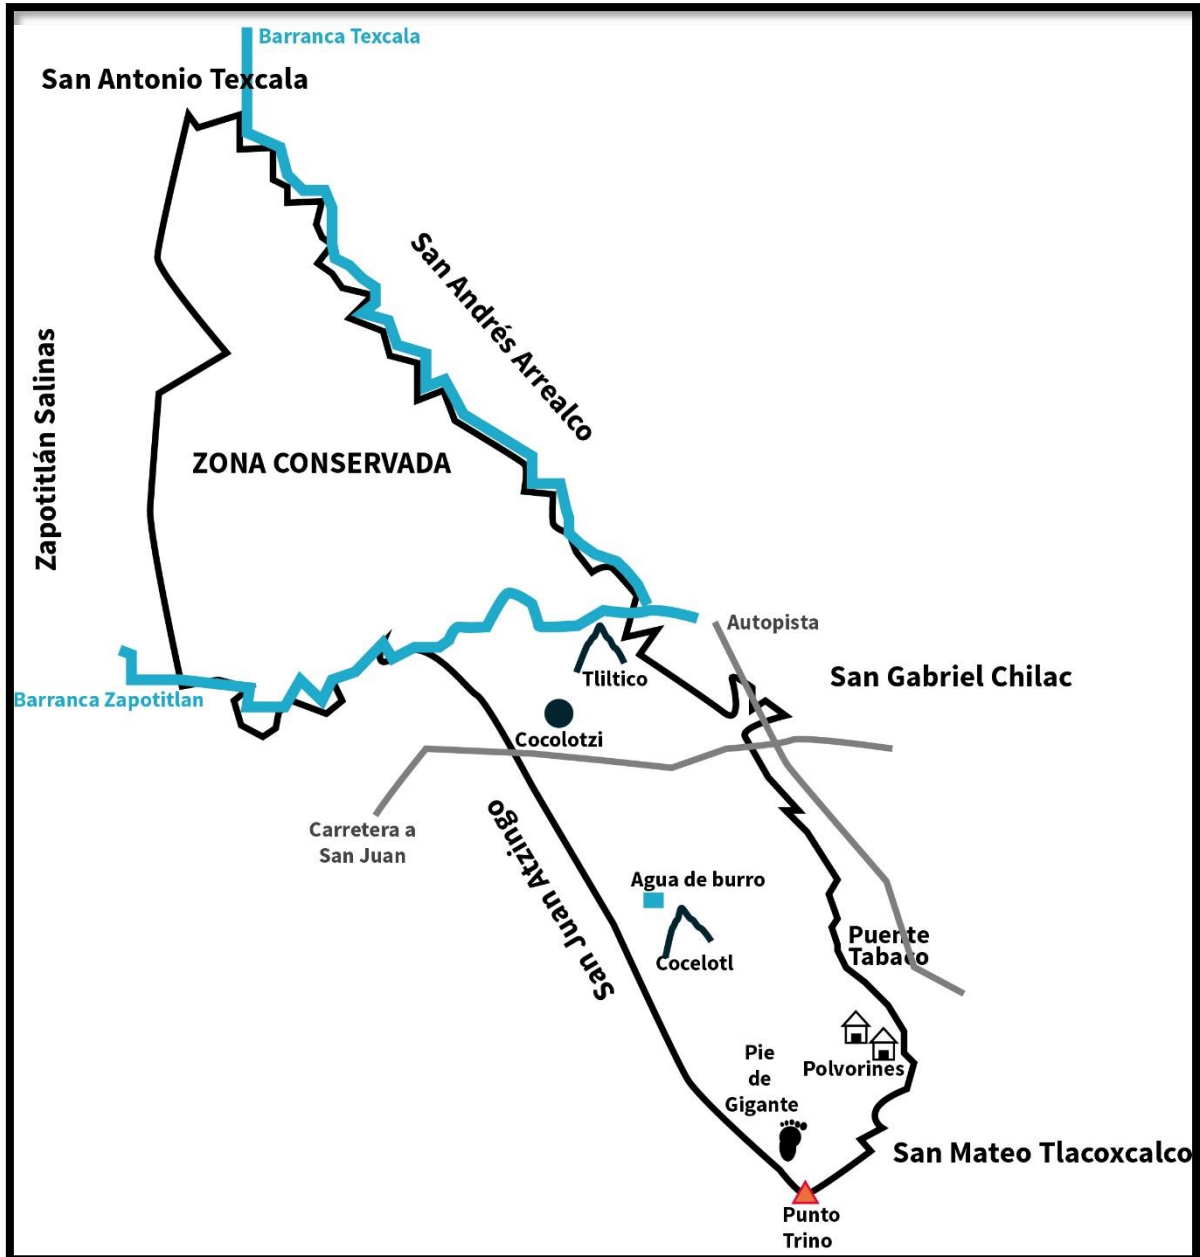 Barranca Texcala
San Antonio Texcala
San Andrés Arrealco
Zapotitlán Salinas
ZONA CONSERVADA
Autopista
San Gabriel Chilac
Tliltico
Barranca Zapotitlan
Cocolotzi
San Juan Atzingo
Carretera a
San Juan
Agua de burro
Puente
Tabaco
Cocelotl
Pie
de
Gigante
Polvorines
San Mateo Tlacoxcalco
Punto
Trino